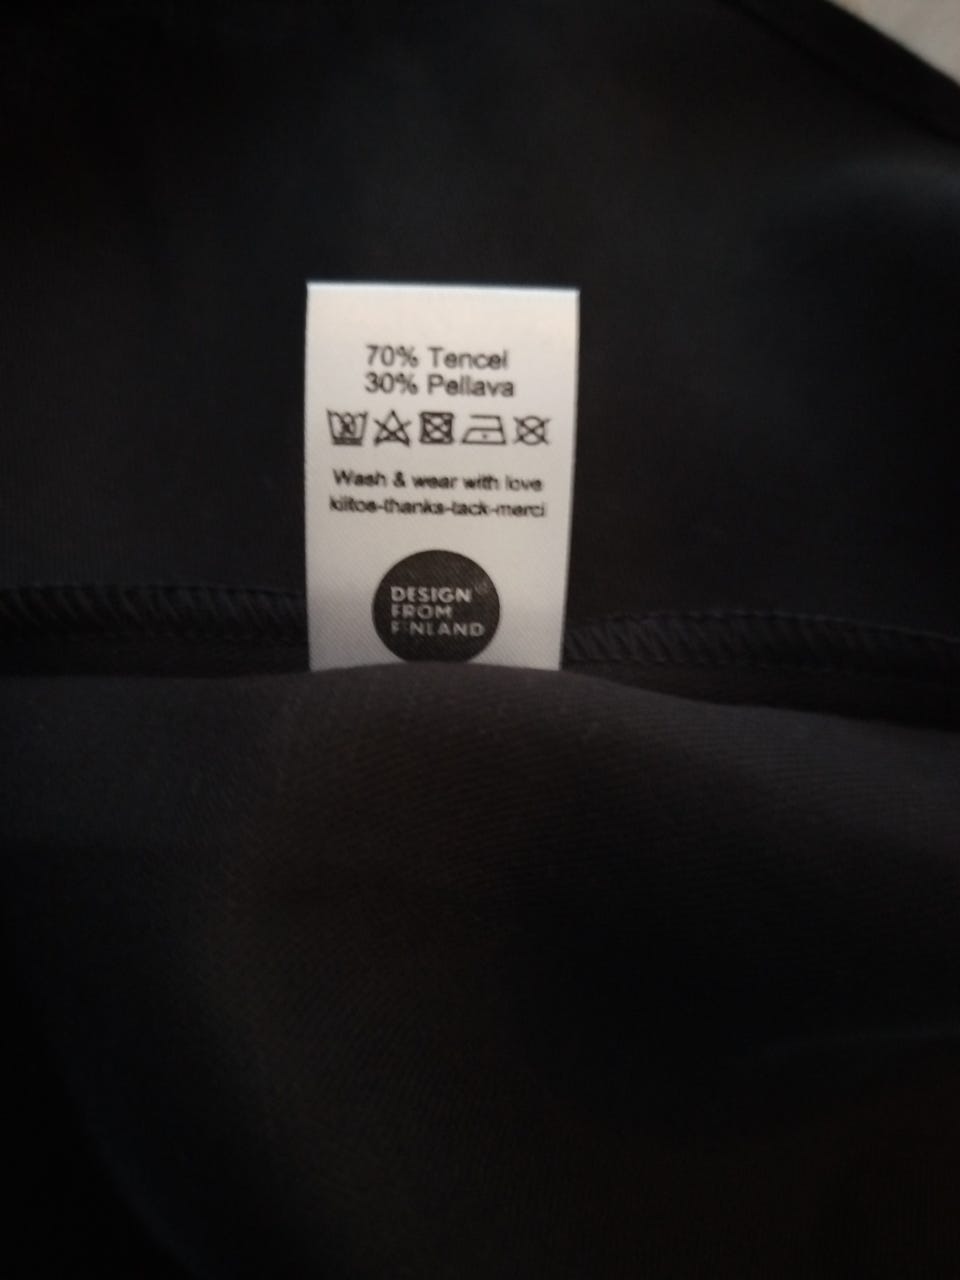 70% Tencel
30% Pellava
Wash & wear with love
kiitos-thanks-tack-merci
DESIGN
FROM
FINLAND